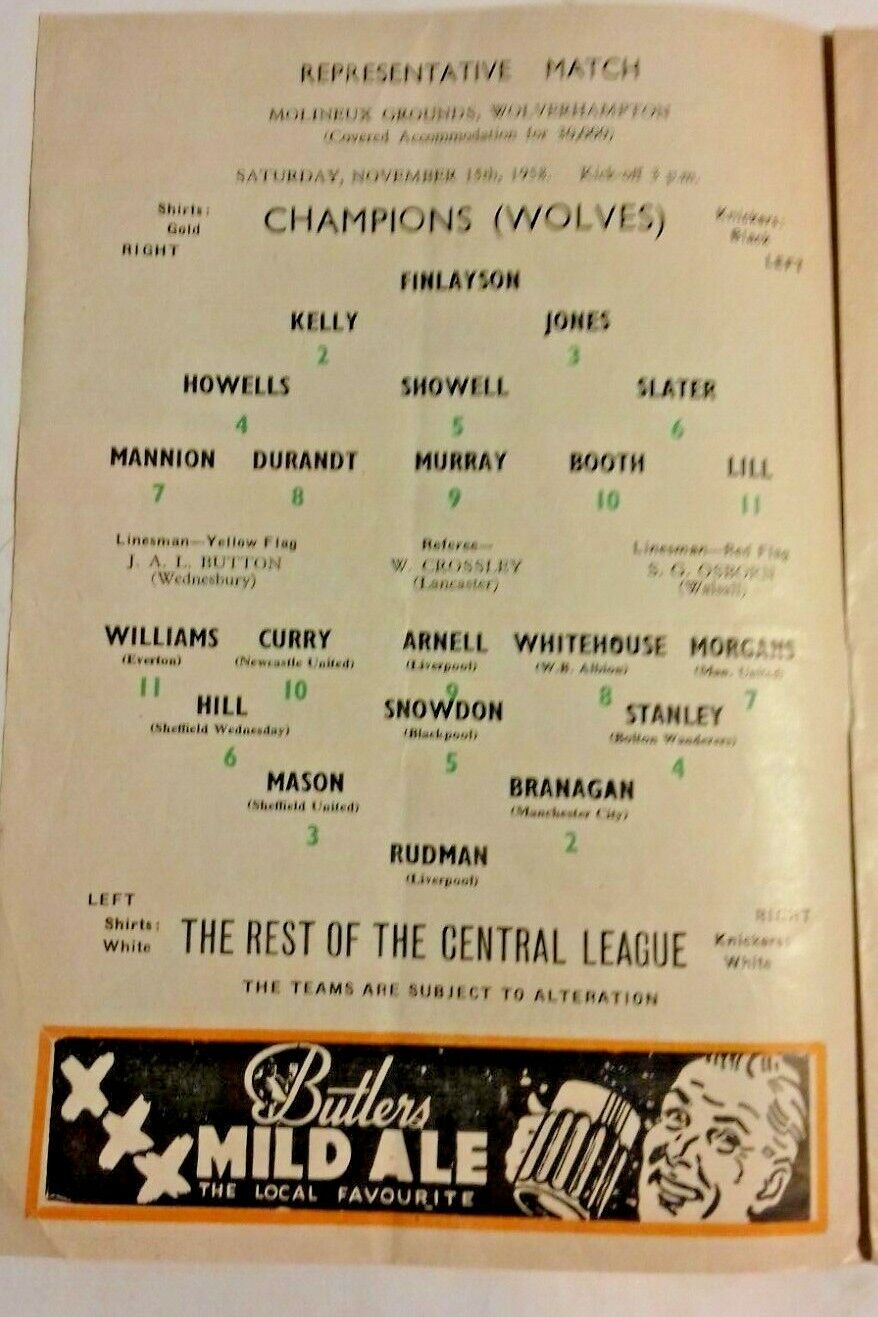 REPRESENTATIVE MATCH
MOLINEUX GROUNDS, WOLVERHAMPTON
(Covered Accommodation for 30,000)
SATURDAY, NOVEMBER 15th, 1958. Kick-off 3 p.m.
Shirts: Gold
CHAMPIONS (WOLVES)
Knickers: Black
RIGHT
LEFT
FINLAYSON
KELLY JONES
2 3
HOWELLS SHOWELL SLATER
4 5 6
MANNION DURANDT MURRAY BOOTH LILL
7 8 9 10 11
Linesman—Yellow Flag Referee— Linesman—Red Flag
J. A. L. BUTTON W. CROSSLEY S. G. OSBORN
(Wednesbury) (Lancaster) (Walsall)
WILLIAMS CURRY ARNELL WHITEHOUSE MORGANS
(Everton) (Newcastle United) (Liverpool) (W.B. Albion) (Man. United)
11 10 9 8 7
HILL SNOWDON STANLEY
(Sheffield Wednesday) (Blackpool) (Bolton Wanderers)
6 5 4
MASON BRANAGAN
(Sheffield United) (Manchester City)
3 2
RUDMAN
(Liverpool)
LEFT RIGHT
Shirts: White
THE REST OF THE CENTRAL LEAGUE
Knickers: White
THE TEAMS ARE SUBJECT TO ALTERATION
XXX
Butlers
MILD ALE
THE LOCAL FAVOURITE